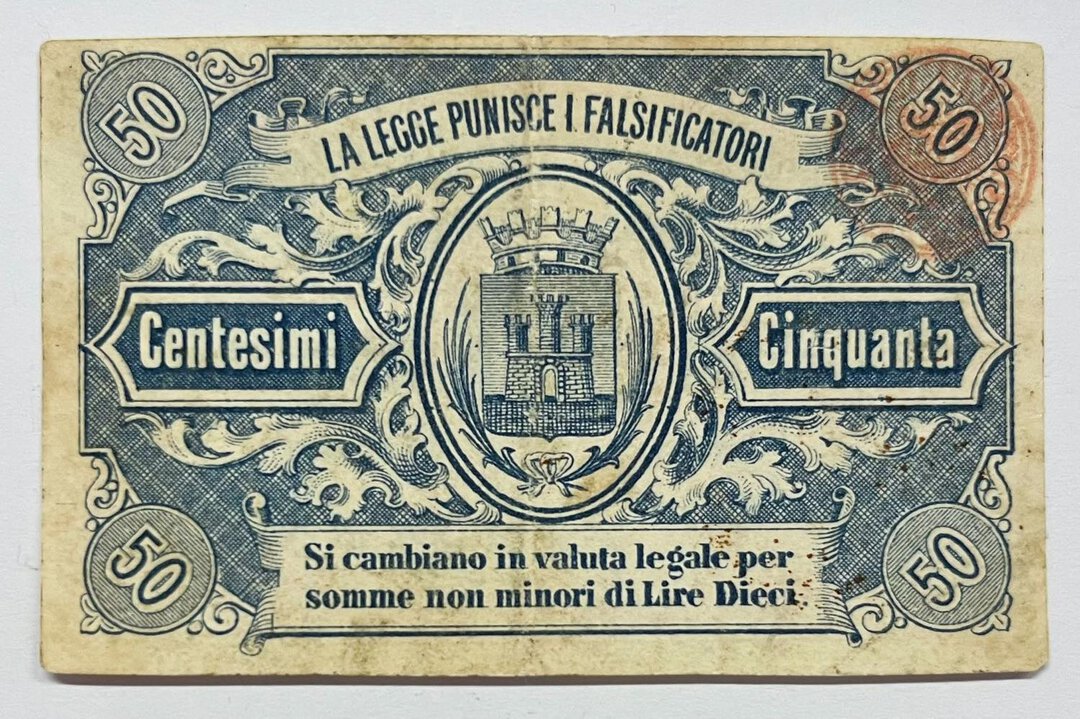 50
50
LA LEGGE PUNISCE I FALSIFICATORI
Centesimi
Cinquanta
Si cambiano in valuta legale per
somme non minori di Lire Dieci
50
50